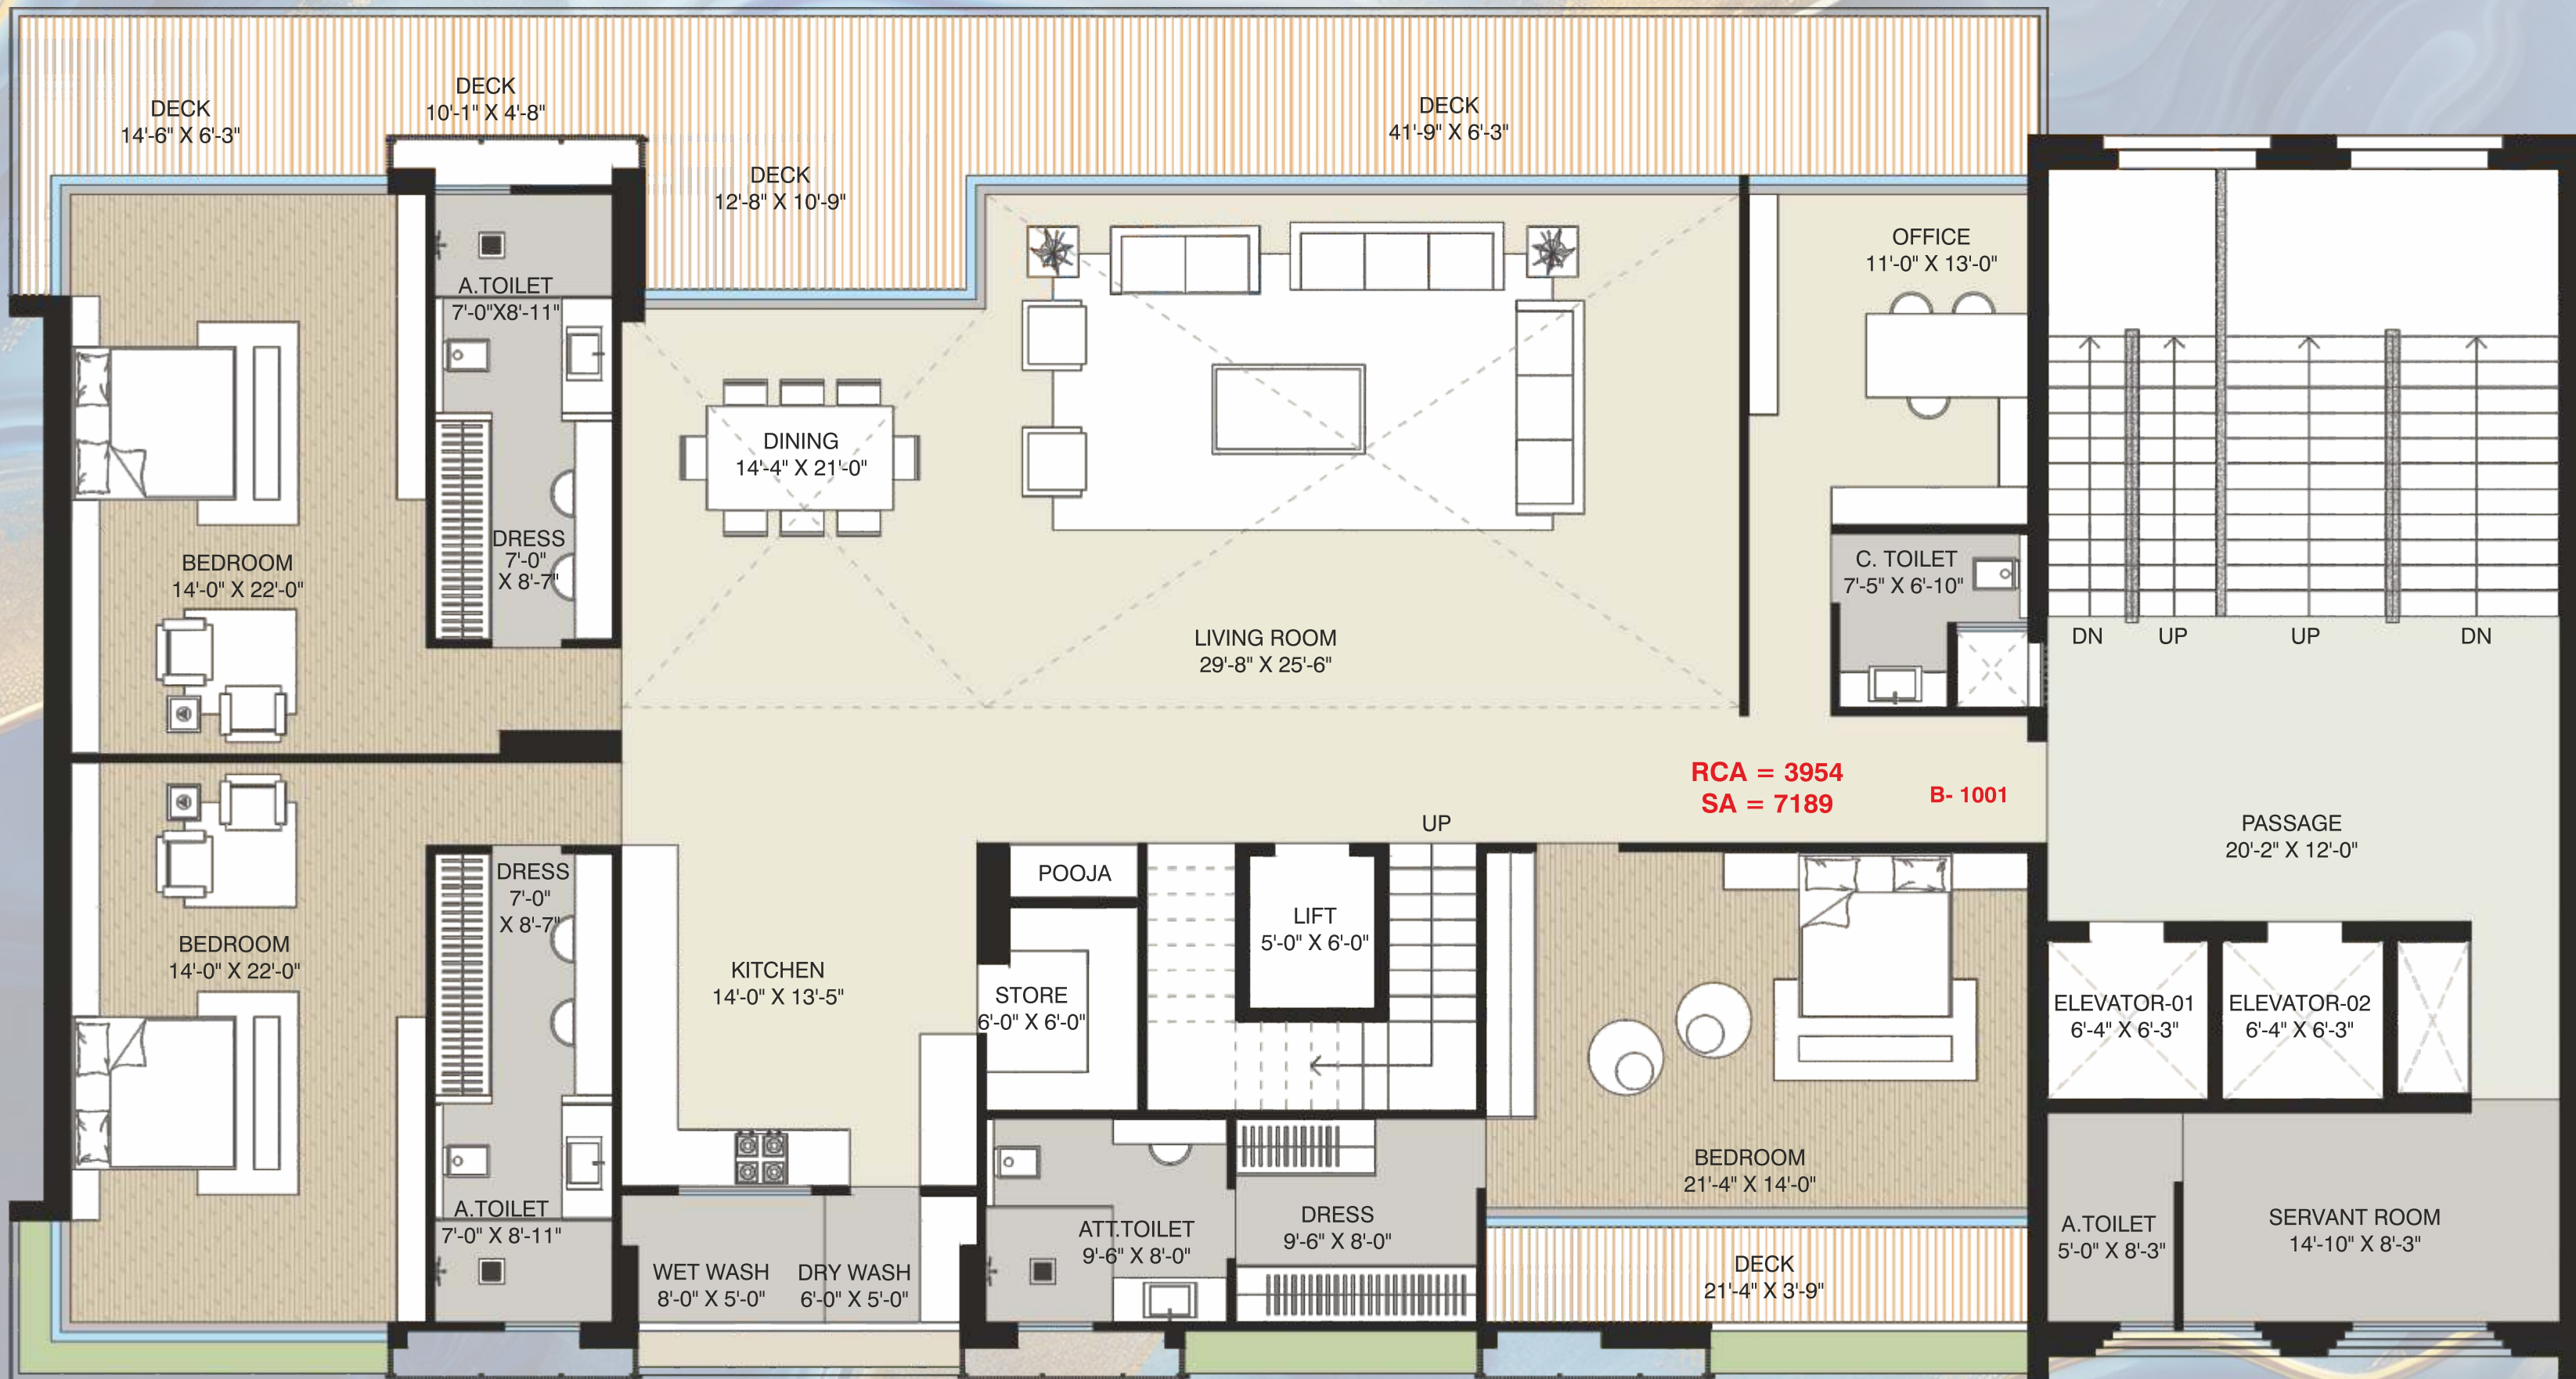 DECK
14'-6" X 6'-3"
DECK
10'-1" X 4'-8"
DECK
12'-8" X 10'-9"
DECK
41'-9" X 6'-3"
OFFICE
11'-0" X 13'-0"
A.TOILET
7'-0"X8'-11"
DINING
14'-4" X 21'-0"
DRESS
7'-0"
X 8'-7"
BEDROOM
14'-0" X 22'-0"
C. TOILET
7'-5" X 6'-10"
LIVING ROOM
29'-8" X 25'-6"
DN
UP
UP
DN
RCA = 3954
SA = 7189
B- 1001
UP
PASSAGE
20'-2" X 12'-0"
DRESS
7'-0"
X 8'-7"
POOJA
LIFT
5'-0" X 6'-0"
BEDROOM
14'-0" X 22'-0"
KITCHEN
14'-0" X 13'-5"
STORE
6'-0" X 6'-0"
ELEVATOR-01
6'-4" X 6'-3"
ELEVATOR-02
6'-4" X 6'-3"
BEDROOM
21'-4" X 14'-0"
A.TOILET
7'-0" X 8'-11"
ATT.TOILET
9'-6" X 8'-0"
DRESS
9'-6" X 8'-0"
A.TOILET
5'-0" X 8'-3"
SERVANT ROOM
14'-10" X 8'-3"
WET WASH
8'-0" X 5'-0"
DRY WASH
6'-0" X 5'-0"
DECK
21'-4" X 3'-9"